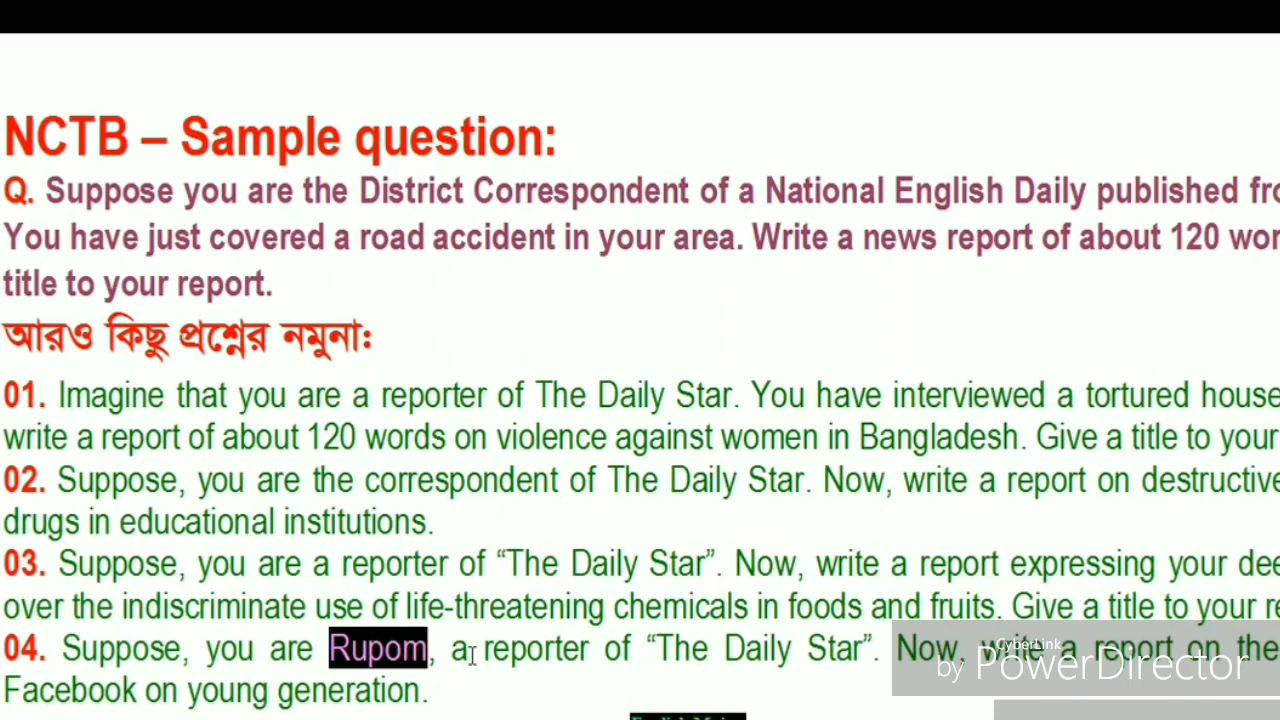 NCTB – Sample question:
Q. Suppose you are the District Correspondent of a National English Daily published
You have just covered a road accident in your area. Write a news report of about 120
title to your report.
আরও কিছু প্রশ্নের নমুনাঃ
01. Imagine that you are a reporter of The Daily Star. You have interviewed a tortured
write a report of about 120 words on violence against women in Bangladesh. Give a title to your
02. Suppose, you are the correspondent of The Daily Star. Now, write a report on destructive
drugs in educational institutions.
03. Suppose, you are a reporter of “The Daily Star”. Now, write a report expressing your
over the indiscriminate use of life-threatening chemicals in foods and fruits. Give a title to your
04. Suppose, you are Rupom, a reporter of “The Daily Star”. Now, write a report on the
Facebook on young generation.
CyberLink
by PowerDirector